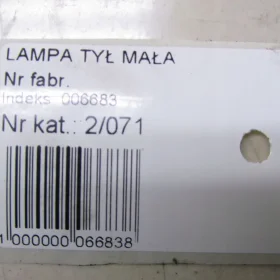 LAMPA TYŁ MAŁA
Nr fabr.
Indeks: 006683
Nr kat.: 2/071
1 000000 066838